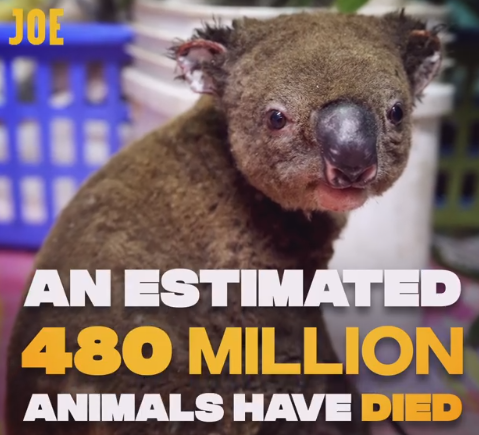 JOE
AN ESTIMATED
480 MILLION
ANIMALS HAVE DIED